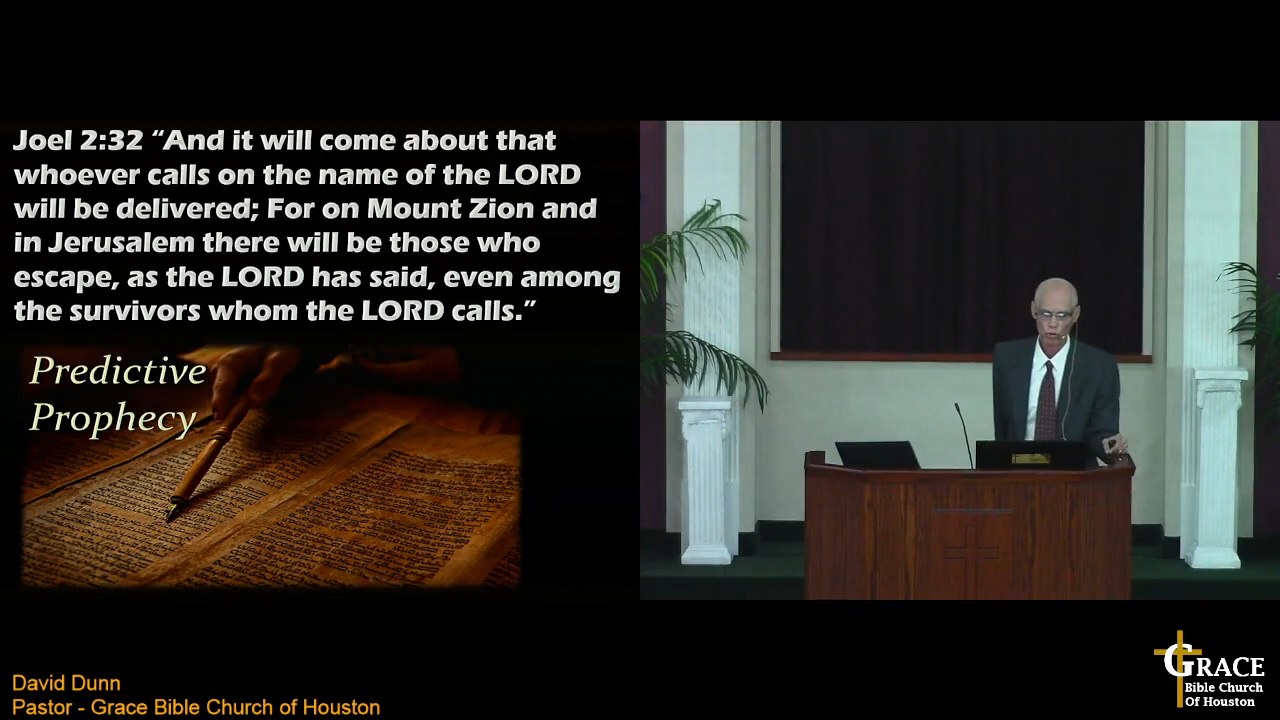 Joel 2:32 “And it will come about that
whoever calls on the name of the LORD
will be delivered; For on Mount Zion and
in Jerusalem there will be those who
escape, as the LORD has said, even among
the survivors whom the LORD calls.”
Predictive
Prophecy
David Dunn
Pastor - Grace Bible Church of Houston
GRACE
Bible Church
Of Houston